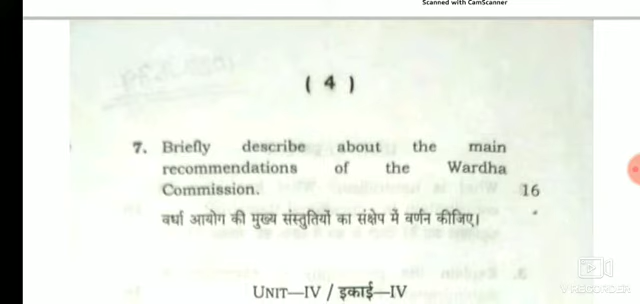 Scanned with CamScanner
( 4 )
7. Briefly describe about the main
recommendations of the Wardha
Commission. 16
वर्धा आयोग की मुख्य संस्तुतियों का संक्षेप में वर्णन कीजिए।
UNIT—IV / इकाई—IV
V RECORDER